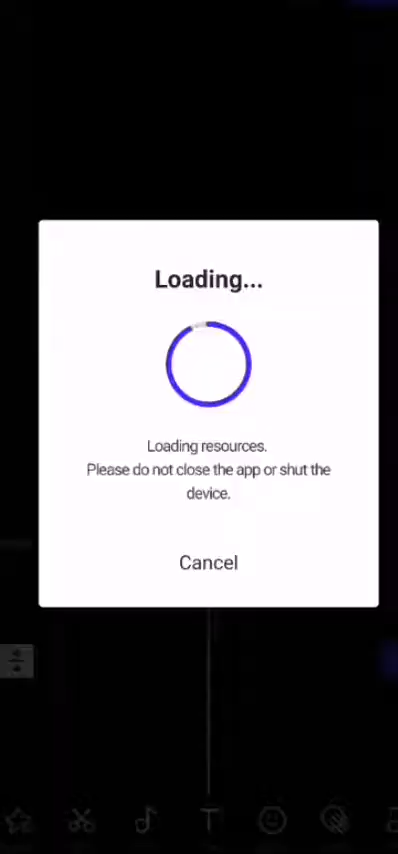 Loading...
Loading resources.
Please do not close the app or shut the
device.
Cancel